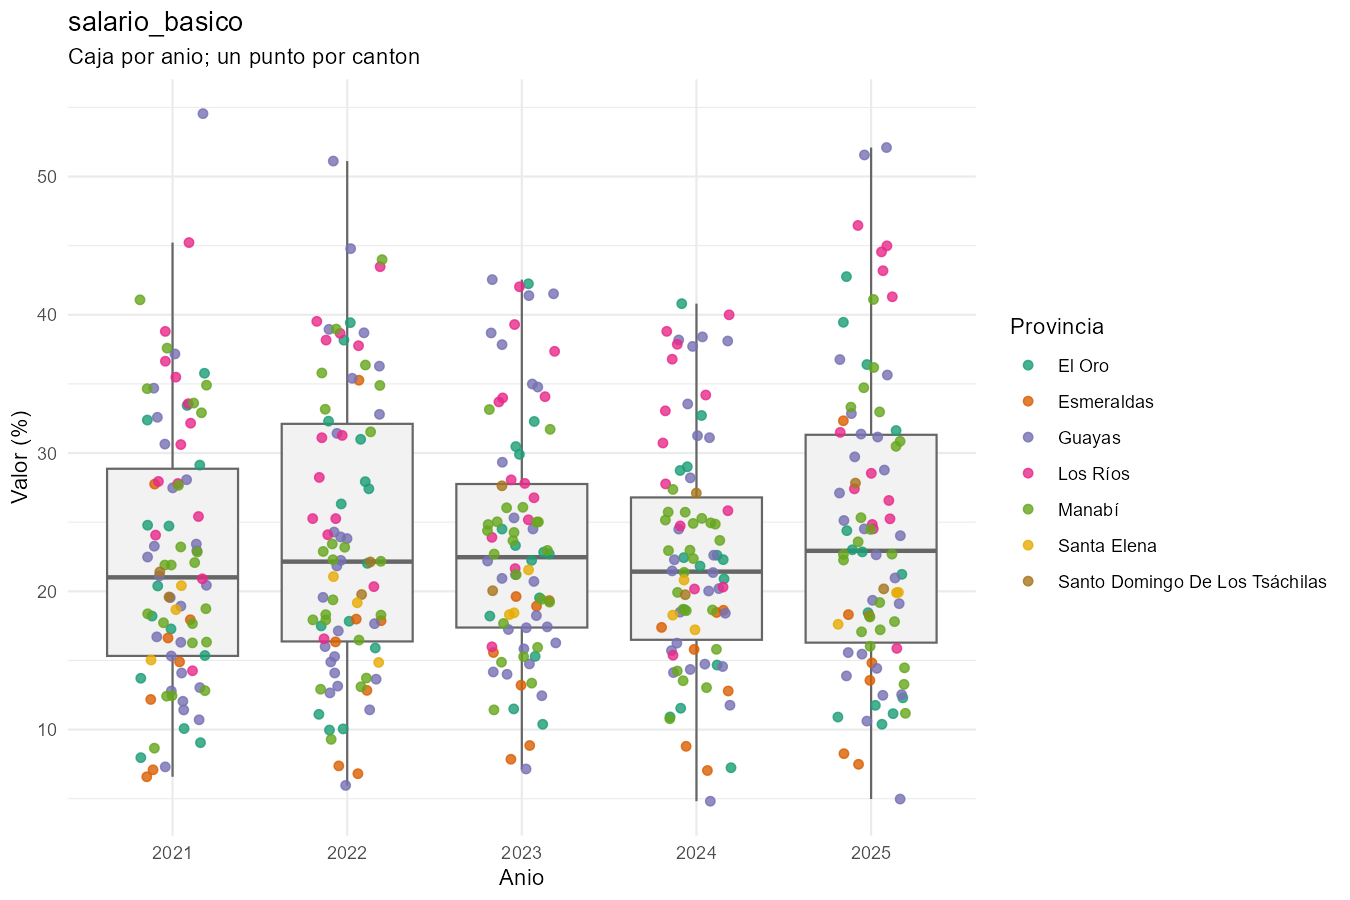 salario_basico
Caja por anio; un punto por canton
Valor (%)
50
40
30
20
10
2021 2022 2023 2024 2025
Anio
Provincia
El Oro
Esmeraldas
Guayas
Los Ríos
Manabí
Santa Elena
Santo Domingo De Los Tsáchilas